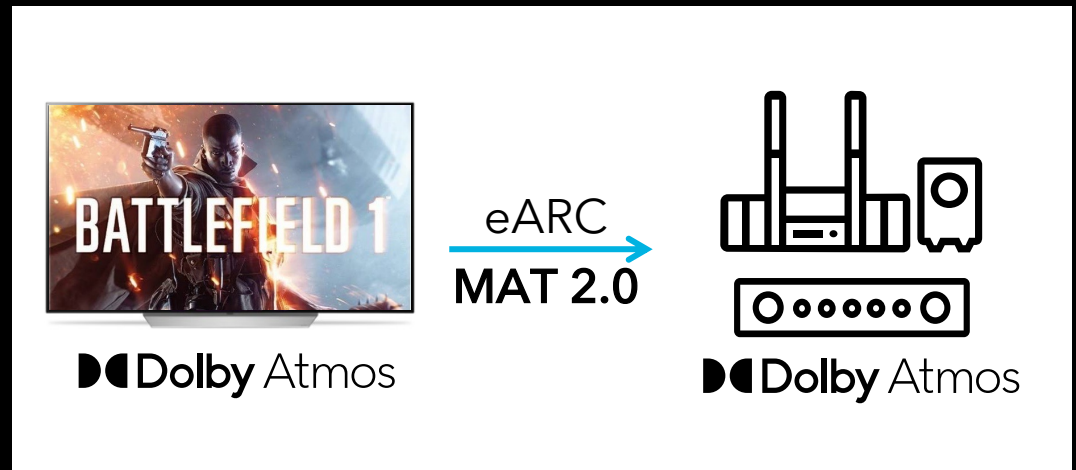 BATTLEFIELD 1
Dolby Atmos
eARC
MAT 2.0
Dolby Atmos